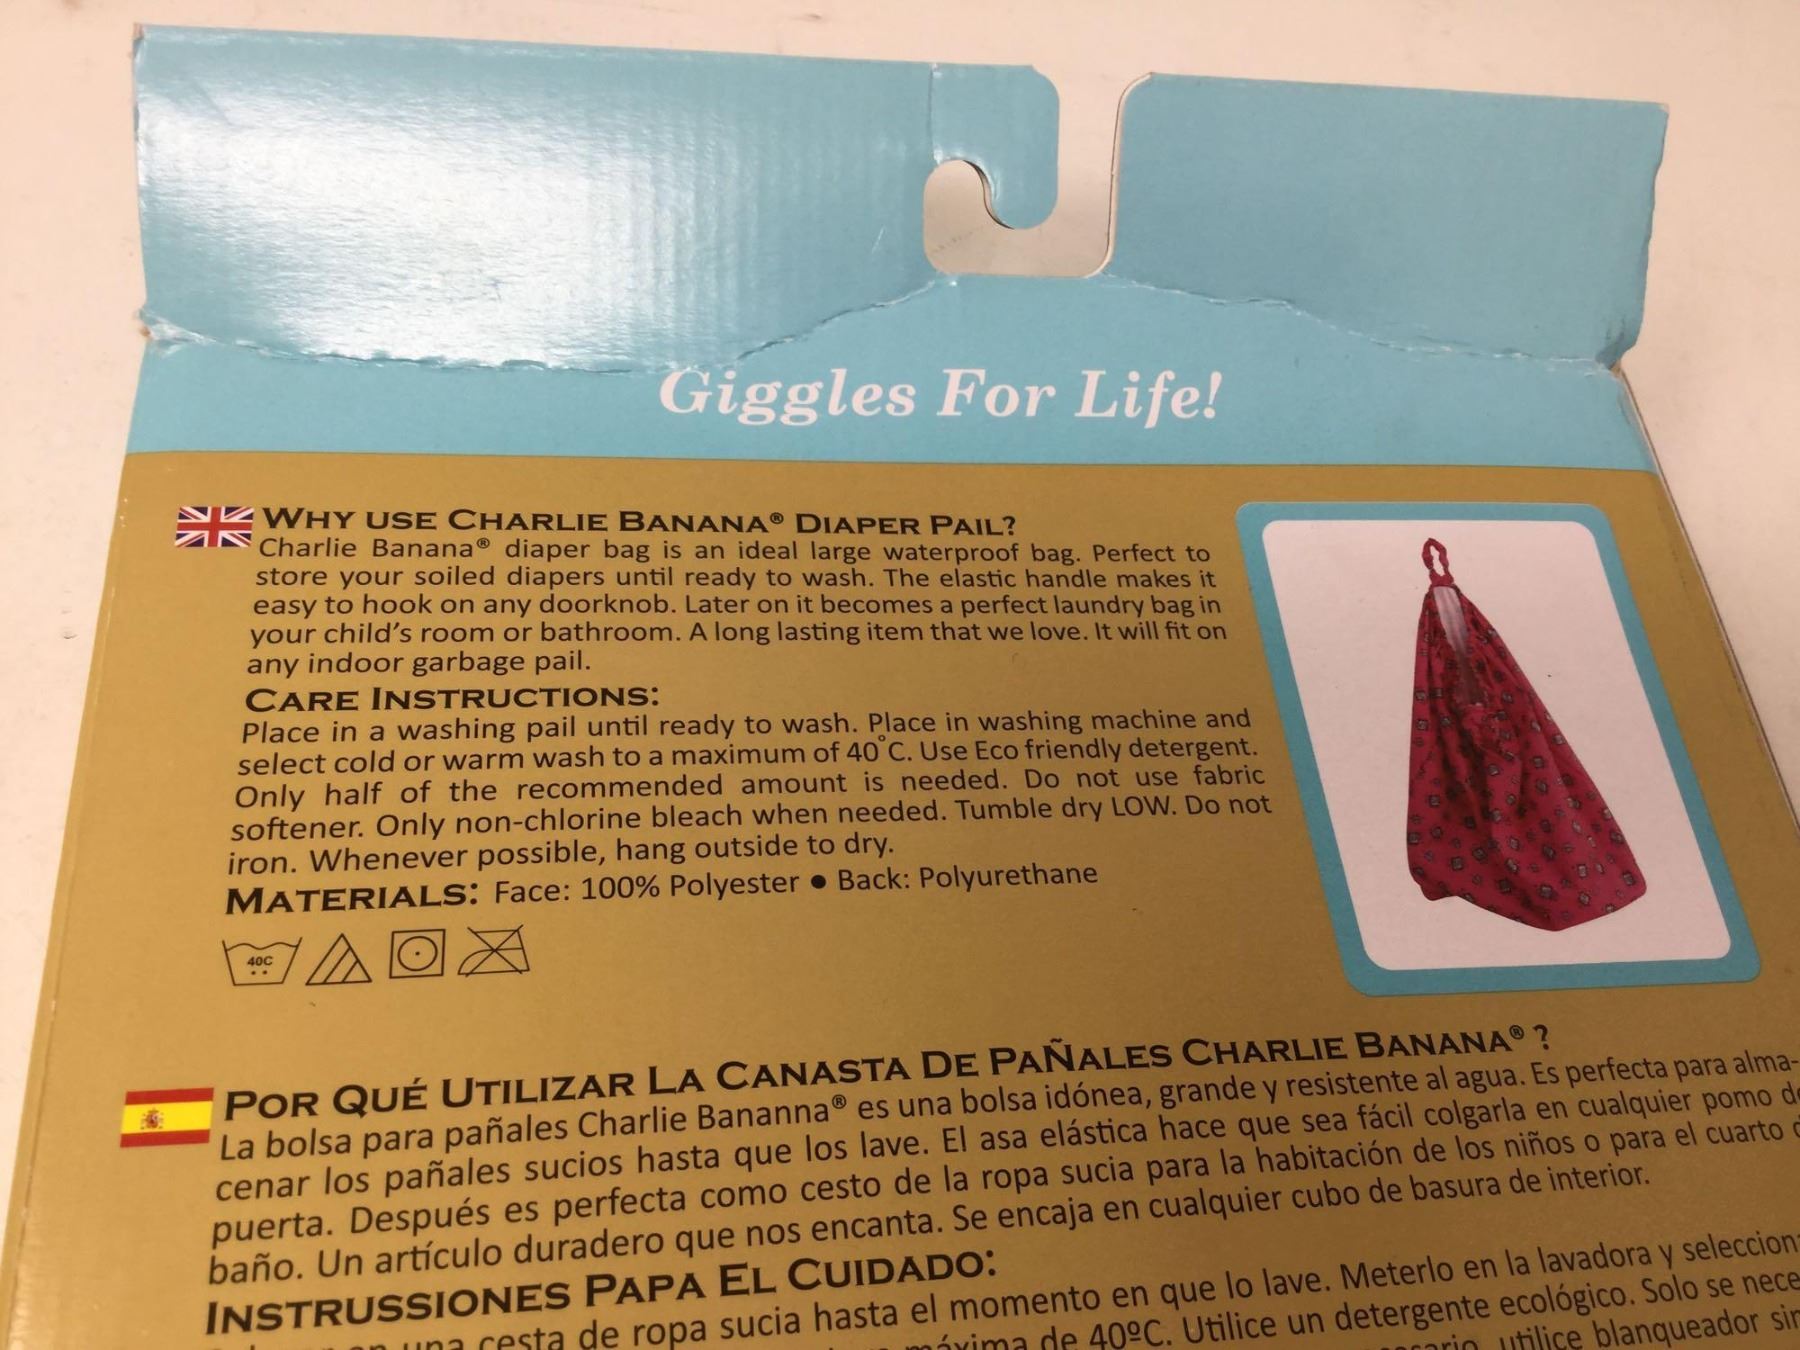 Giggles For Life!
WHY USE CHARLIE BANANA® DIAPER PAIL?
Charlie Banana® diaper bag is an ideal large waterproof bag. Perfect to
store your soiled diapers until ready to wash. The elastic handle makes it
easy to hook on any doorknob. Later on it becomes a perfect laundry bag in
your child's room or bathroom. A long lasting item that we love. It will fit on
any indoor garbage pail.
CARE INSTRUCTIONS:
Place in a washing pail until ready to wash. Place in washing machine and
select cold or warm wash to a maximum of 40°C. Use Eco friendly detergent.
Only half of the recommended amount is needed. Do not use fabric
softener. Only non-chlorine bleach when needed. Tumble dry LOW. Do not
iron. Whenever possible, hang outside to dry.
MATERIALS: Face: 100% Polyester ● Back: Polyurethane
40C
POR QUÉ UTILIZAR LA CANASTA DE PAÑALES CHARLIE BANANA® ?
La bolsa para pañales Charlie Bananna® es una bolsa idónea, grande y resistente al agua. Es perfecta para alma-
cenar los pañales sucios hasta que los lave. El asa elástica hace que sea fácil colgarla en cualquier pomo de
puerta. Después es perfecta como cesto de la ropa sucia para la habitación de los niños o para el cuarto
baño. Un artículo duradero que nos encanta. Se encaja en cualquier cubo de basura de interior.
INSTRUSSIONES PAPA EL CUIDADO:
una cesta de ropa sucia hasta el momento en que lo lave. Meterlo en la lavadora y seleccion
máxima de 40ºC. Utilice un detergente ecológico. Solo se nece
utilice blanqueador sin